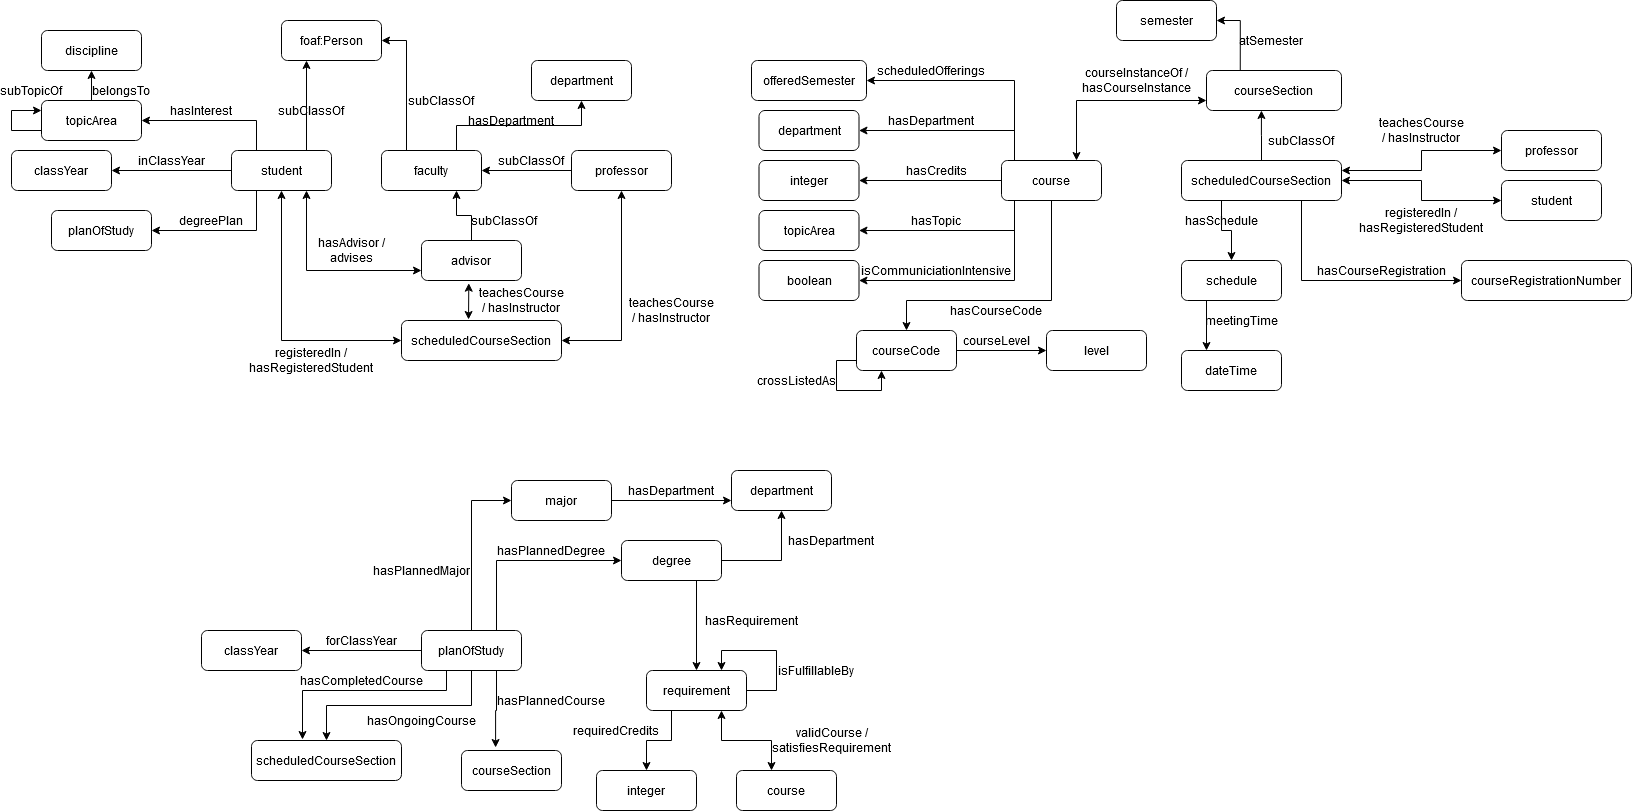 discipline
subTopicOf
belongsTo
topicArea
hasInterest
foaf:Person
subClassOf
subClassOf
department
hasDepartment
classYear
inClassYear
student
faculty
subClassOf
professor
planOfStudy
degreePlan
subClassOf
hasAdvisor /
advises
advisor
teachesCourse
/ hasInstructor
teachesCourse
/ hasInstructor
scheduledCourseSection
registeredIn /
hasRegisteredStudent
semester
atSemester
offeredSemester
scheduledOfferings
courseInstanceOf /
hasCourseInstance
courseSection
department
hasDepartment
subClassOf
teachesCourse
/ hasInstructor
professor
integer
hasCredits
course
scheduledCourseSection
student
registeredIn /
hasRegisteredStudent
topicArea
hasTopic
hasSchedule
boolean
isCommuniciationIntensive
schedule
hasCourseRegistration
courseRegistrationNumber
hasCourseCode
meetingTime
courseCode
courseLevel
level
crossListedAs
dateTime
major
hasDepartment
department
hasPlannedDegree
degree
hasDepartment
hasPlannedMajor
hasRequirement
classYear
forClassYear
planOfStudy
hasCompletedCourse
hasPlannedCourse
hasOngoingCourse
requirement
isFulfillableBy
requiredCredits
validCourse /
satisfiesRequirement
scheduledCourseSection
courseSection
integer
course